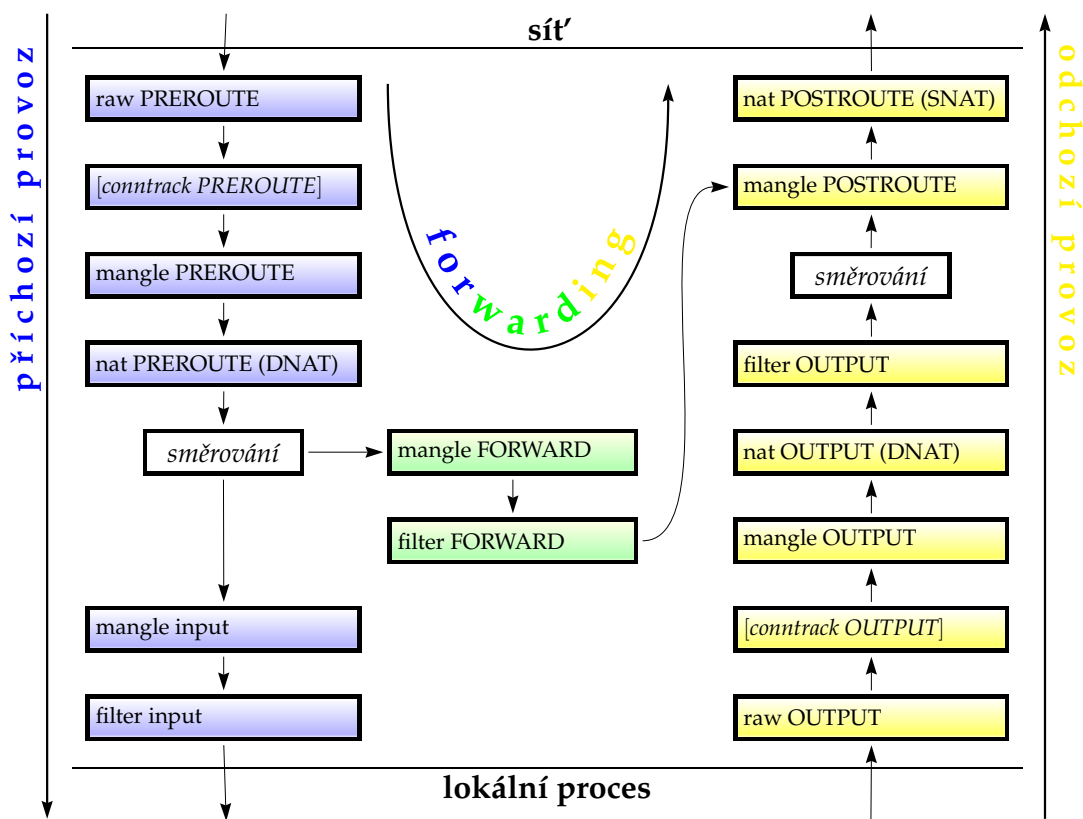 síť
příchozí provoz
raw PREROUTE
[conntrack PREROUTE]
mangle PREROUTE
nat PREROUTE (DNAT)
směrování
mangle input
filter input
forwarding
mangle FORWARD
filter FORWARD
nat POSTROUTE (SNAT)
mangle POSTROUTE
směrování
filter OUTPUT
nat OUTPUT (DNAT)
mangle OUTPUT
[conntrack OUTPUT]
raw OUTPUT
odchozí provoz
lokální proces